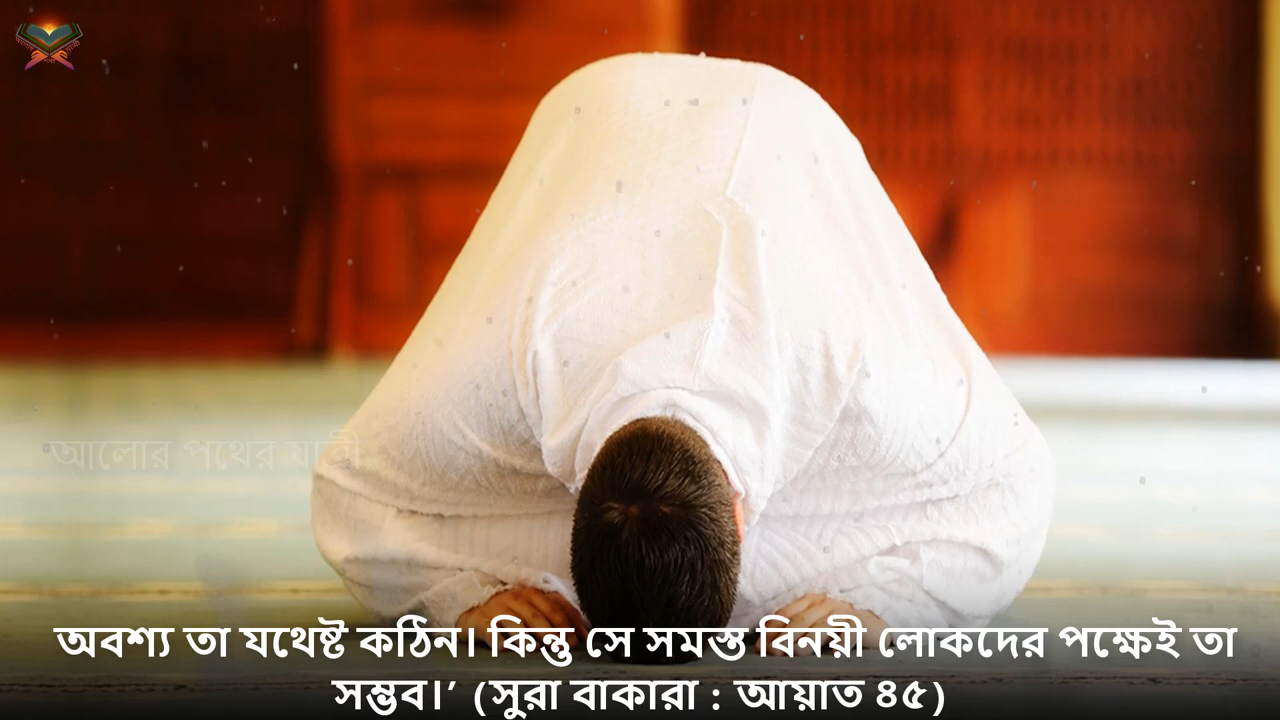 আলোর পথের যাত্রী
অবশ্য তা যথেষ্ট কঠিন। কিন্তু সে সমস্ত বিনয়ী লোকদের পক্ষেই তা
সম্ভব।’ (সুরা বাকারা : আয়াত ৪৫)